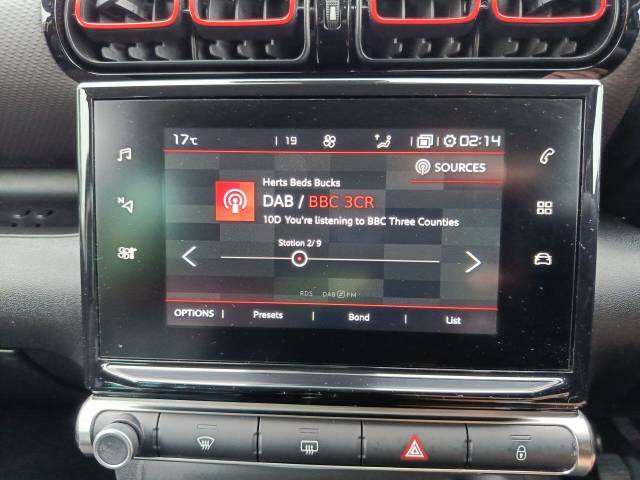 17°C | 19 02:14
SOURCES
Herts Beds Bucks
DAB / BBC 3CR
10D You're listening to BBC Three Counties
Station 2/9
RDS DAB FM
OPTIONS | Presets | Band | List
N